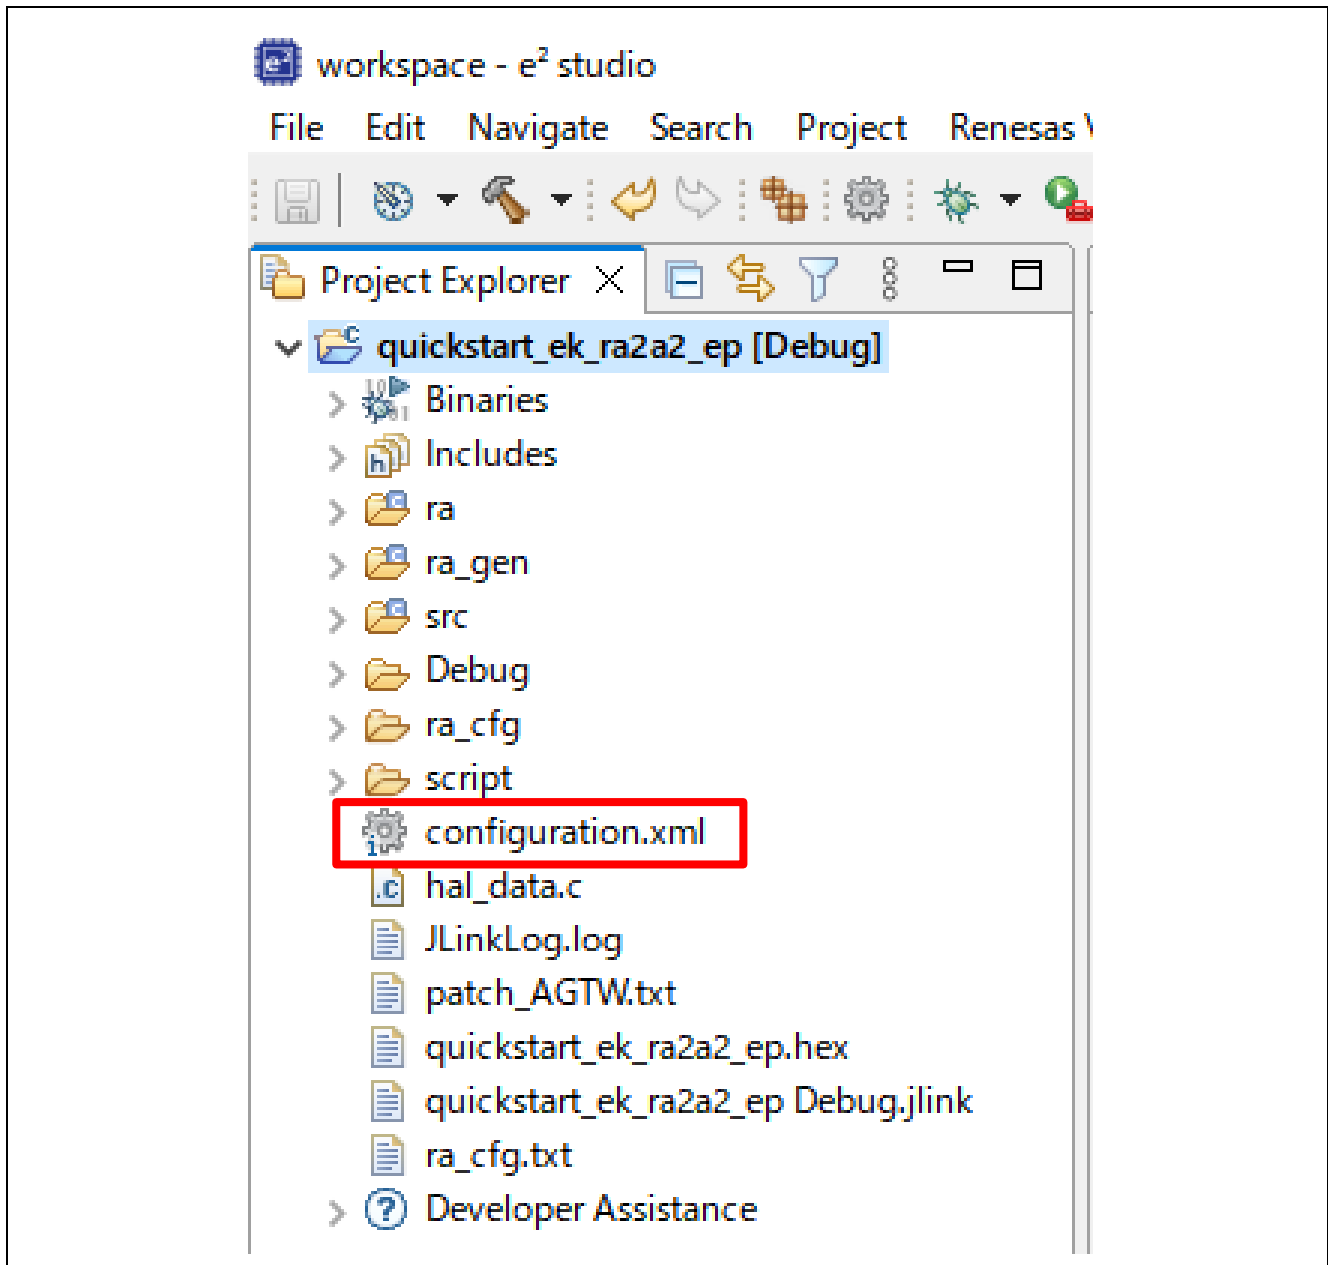 workspace - e² studio
File Edit Navigate Search Project Renesas
Project Explorer
quickstart_ek_ra2a2_ep [Debug]
Binaries
Includes
ra
ra_gen
src
Debug
ra_cfg
script
configuration.xml
hal_data.c
JLinkLog.log
patch_AGTW.txt
quickstart_ek_ra2a2_ep.hex
quickstart_ek_ra2a2_ep Debug.jlink
ra_cfg.txt
Developer Assistance